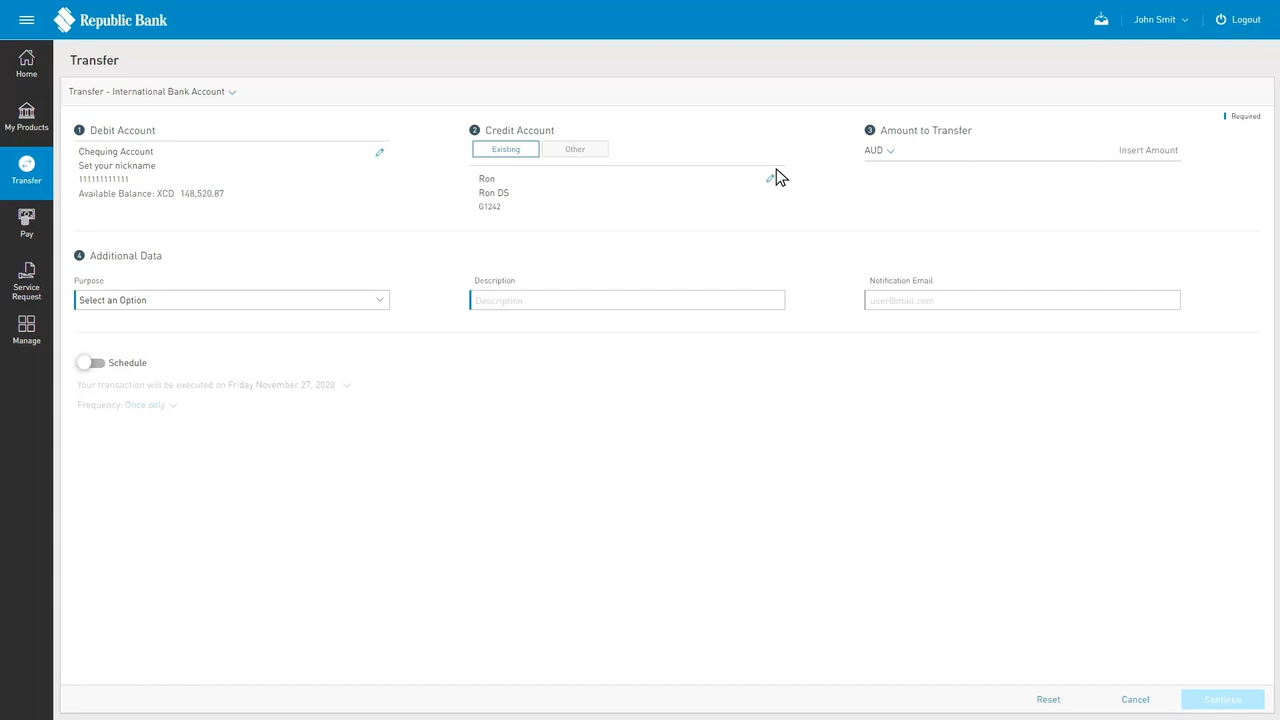 Republic Bank
John Smit
Logout
Home
My Products
Transfer
Pay
Service
Request
Manage
Transfer
Transfer - International Bank Account
Required
1 Debit Account
Chequing Account
Set your nickname
111111111111
Available Balance: XCD 148,520.87
2 Credit Account
Existing
Other
Ron
Ron DS
G1242
3 Amount to Transfer
AUD
Insert Amount
4 Additional Data
Purpose
Select an Option
Description
Description
Notification Email
user@mail.com
Schedule
Your transaction will be executed on Friday November 27, 2020
Frequency: Once only
Reset
Cancel
Continue